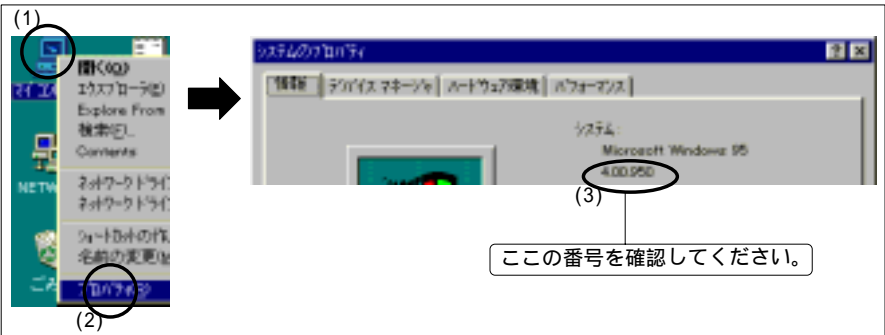 (1)
開く(O)
エクスプローラ(E)
Explore From
検索(F)...
Contents
ネットワーク ドライ
ネットワーク ドライ
ショートカットの作
名前の変更(M
プロパティ(R)
(2)
マイ コ
NETW
ごみ
システムのプロパティ
情報 デバイス マネージャ ハードウェア環境 パフォーマンス
システム:
Microsoft Windows 95
4.00.950
(3)
ここの番号を確認してください。